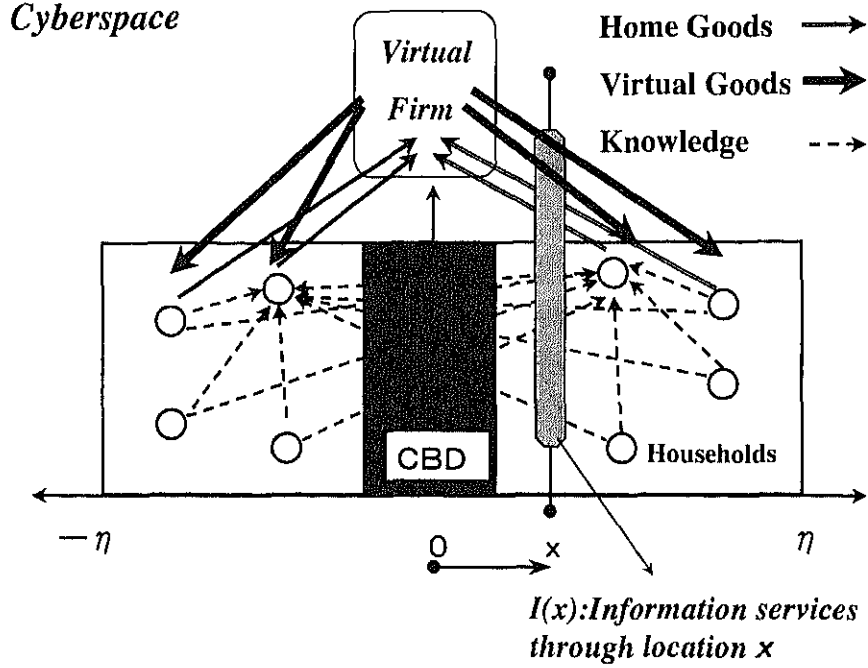 Cyberspace
Virtual
Firm
Home Goods
Virtual Goods
Knowledge
CBD
Households
−η
0
x
η
I(x):Information services
through location x